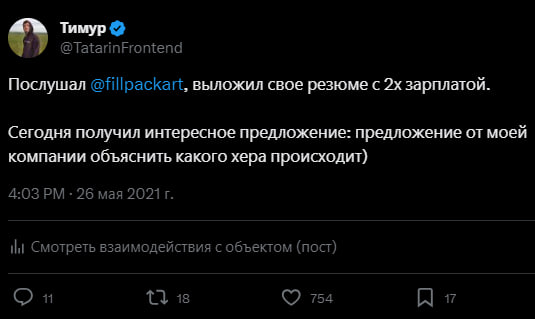 Тимур
@TatarinFrontend
Послушал @fillpackart, выложил свое резюме с 2х зарплатой.
Сегодня получил интересное предложение: предложение от моей
компании объяснить какого хера происходит)
4:03 PM · 26 мая 2021 г.
Смотреть взаимодействия с объектом (пост)
11 18 754 17